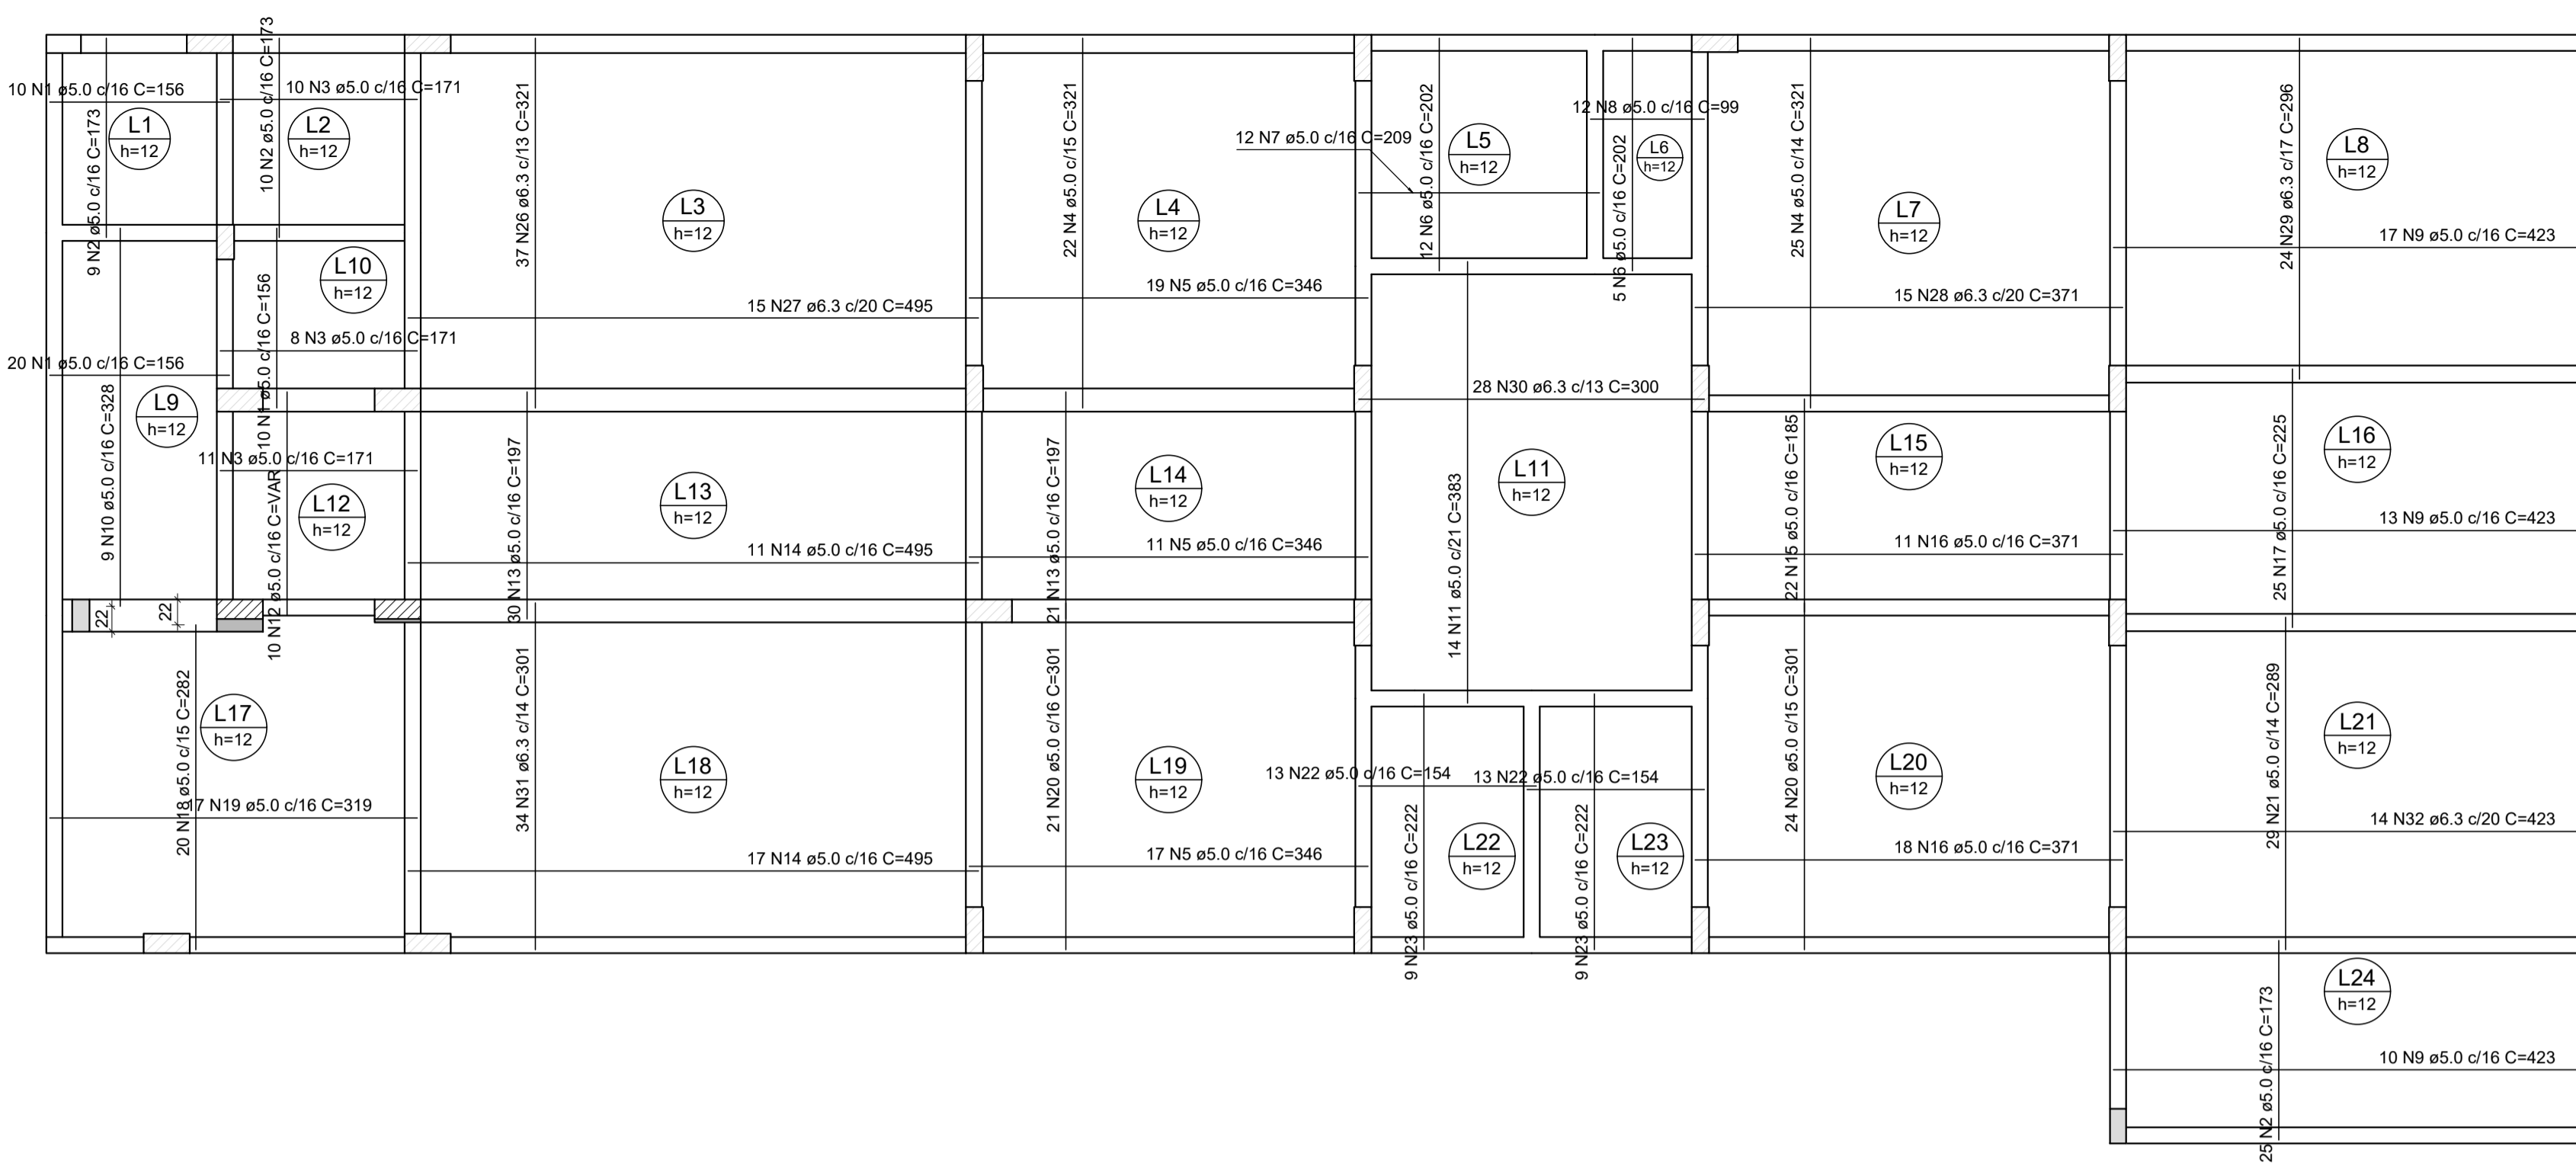 10 N1 ø5.0 c/16 C=156
9 N2 ø5.0 c/16 C=173
L1
h=12
10 N2 ø5.0 c/16 C=173
10 N3 ø5.0 c/16 C=171
L2
h=12
37 N26 ø6.3 c/13 C=321
L3
h=12
15 N27 ø6.3 c/20 C=495
22 N4 ø5.0 c/15 C=321
L4
h=12
19 N5 ø5.0 c/16 C=346
12 N7 ø5.0 c/16 C=209
12 N6 ø5.0 c/16 C=202
L5
h=12
12 N8 ø5.0 c/16 C=99
5 N6 ø5.0 c/16 C=202
L6
h=12
25 N4 ø5.0 c/14 C=321
L7
h=12
15 N28 ø6.3 c/20 C=371
24 N29 ø6.3 c/17 C=296
L8
h=12
17 N9 ø5.0 c/16 C=423
20 N1 ø5.0 c/16 C=156
9 N10 ø5.0 c/16 C=328
L9
h=12
22
22
L10
h=12
10 N1 ø5.0 c/16 C=156
8 N3 ø5.0 c/16 C=171
28 N30 ø6.3 c/13 C=300
14 N11 ø5.0 c/21 C=383
L11
h=12
11 N3 ø5.0 c/16 C=171
10 N12 ø5.0 c/16 C=VAR
L12
h=12
30 N13 ø5.0 c/16 C=197
L13
h=12
11 N14 ø5.0 c/16 C=495
21 N13 ø5.0 c/16 C=197
L14
h=12
11 N5 ø5.0 c/16 C=346
22 N15 ø5.0 c/16 C=185
L15
h=12
11 N16 ø5.0 c/16 C=371
25 N17 ø5.0 c/16 C=225
L16
h=12
13 N9 ø5.0 c/16 C=423
20 N18 ø5.0 c/15 C=282
L17
h=12
17 N19 ø5.0 c/16 C=319
34 N31 ø6.3 c/14 C=301
L18
h=12
17 N14 ø5.0 c/16 C=495
21 N20 ø5.0 c/16 C=301
L19
h=12
17 N5 ø5.0 c/16 C=346
13 N22 ø5.0 c/16 C=154
9 N23 ø5.0 c/16 C=222
L22
h=12
13 N22 ø5.0 c/16 C=154
9 N23 ø5.0 c/16 C=222
L23
h=12
24 N20 ø5.0 c/15 C=301
L20
h=12
18 N16 ø5.0 c/16 C=371
29 N21 ø5.0 c/14 C=289
L21
h=12
14 N32 ø6.3 c/20 C=423
25 N2 ø5.0 c/16 C=173
L24
h=12
10 N9 ø5.0 c/16 C=423